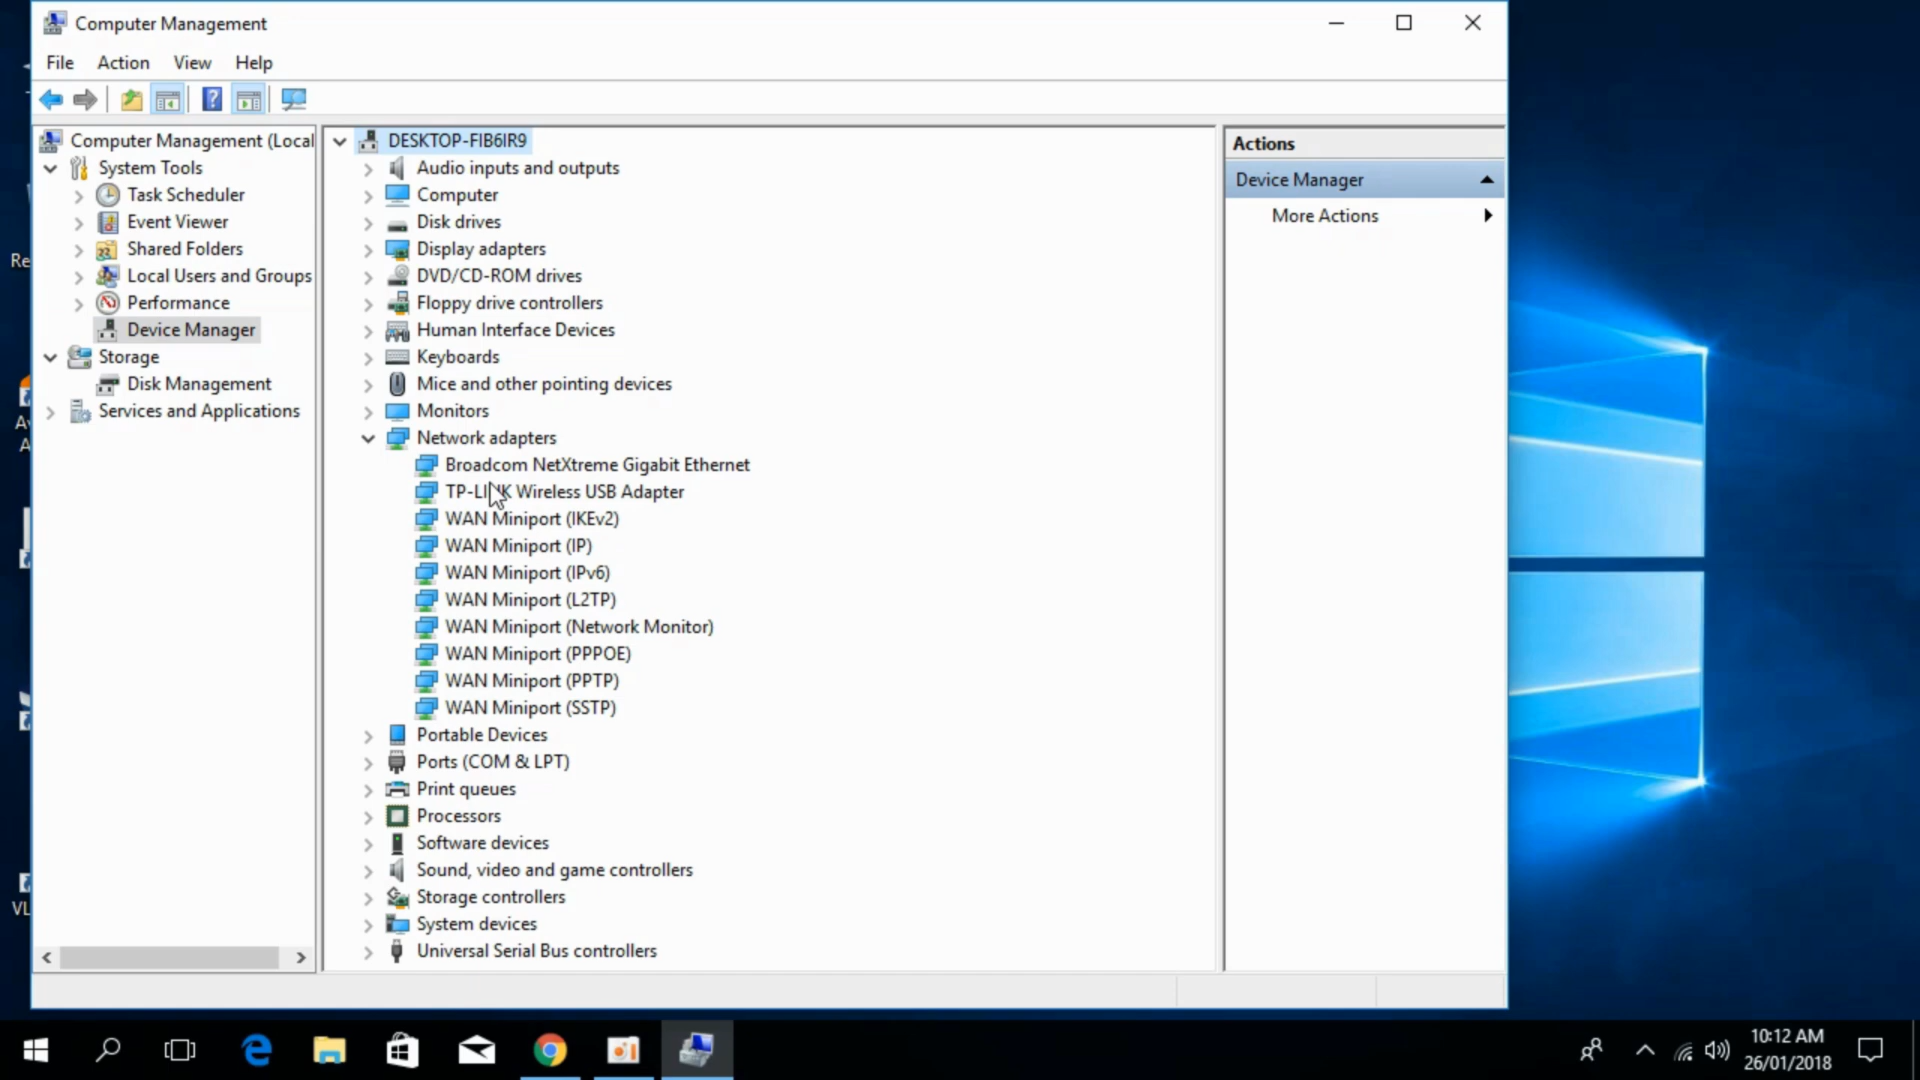 Computer Management
File Action View Help
Computer Management (Local
System Tools
Task Scheduler
Event Viewer
Shared Folders
Local Users and Groups
Performance
Device Manager
Storage
Disk Management
Services and Applications
DESKTOP-FIB6IR9
Audio inputs and outputs
Computer
Disk drives
Display adapters
DVD/CD-ROM drives
Floppy drive controllers
Human Interface Devices
Keyboards
Mice and other pointing devices
Monitors
Network adapters
Broadcom NetXtreme Gigabit Ethernet
TP-LINK Wireless USB Adapter
WAN Miniport (IKEv2)
WAN Miniport (IP)
WAN Miniport (IPv6)
WAN Miniport (L2TP)
WAN Miniport (Network Monitor)
WAN Miniport (PPPOE)
WAN Miniport (PPTP)
WAN Miniport (SSTP)
Portable Devices
Ports (COM & LPT)
Print queues
Processors
Software devices
Sound, video and game controllers
Storage controllers
System devices
Universal Serial Bus controllers
Actions
Device Manager
More Actions
Re
Av
A
VL
10:12 AM
26/01/2018